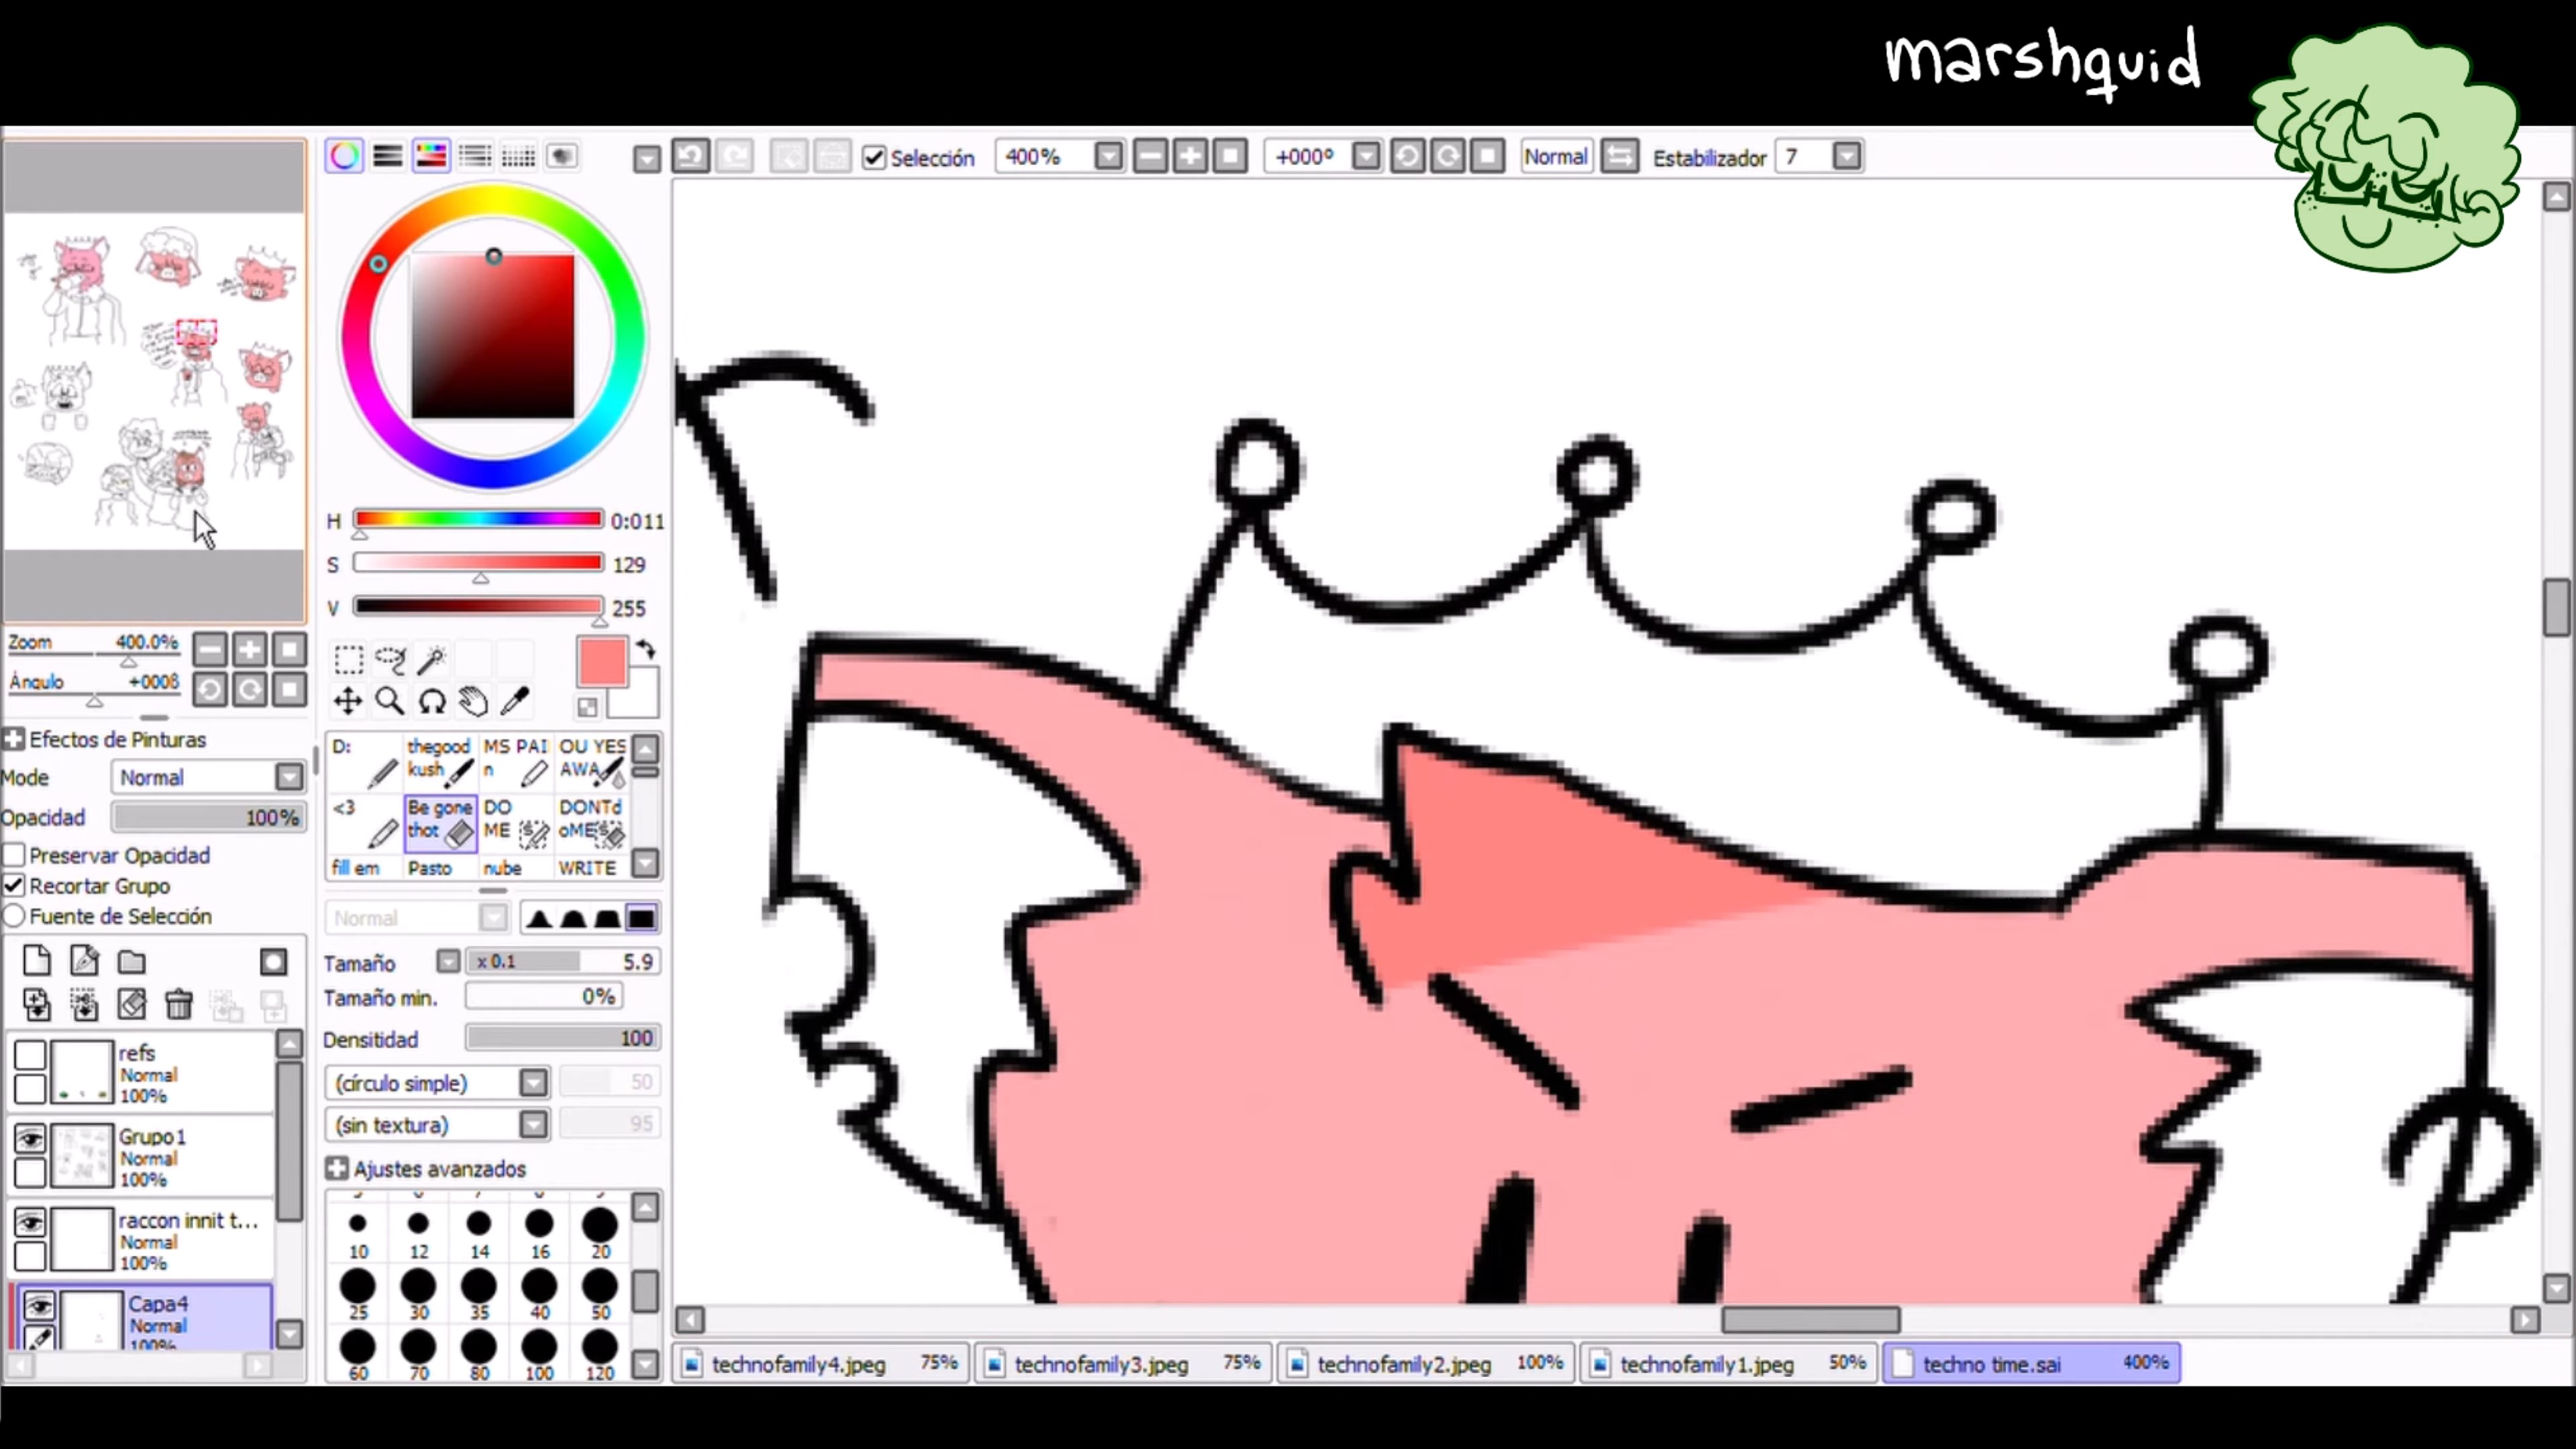 marshquid
Selección
400%
+000º
Normal
Estabilizador
7
H
0:011
S
129
V
255
Zoom
400.0%
Ángulo
+000ß
Efectos de Pinturas
Mode
Normal
Opacidad
100%
Preservar Opacidad
Recortar Grupo
Fuente de Selección
D:
thegood
kush
MS PAI
n
OU YES
AWA
<3
Be gone
thot
DO
ME
DONTd
oME
fill em
Pasto
nube
WRITE
Normal
Tamaño
x 0.1
5.9
Tamaño min.
0%
Densitidad
100
(círculo simple)
50
(sin textura)
95
Ajustes avanzados
10 12 14 16 20
25 30 35 40 50
60 70 80 100 120
refs
Normal
100%
Grupo1
Normal
100%
raccon innit t...
Normal
100%
Capa4
Normal
100%
technofamily4.jpeg 75%
technofamily3.jpeg 75%
technofamily2.jpeg 100%
technofamily1.jpeg 50%
techno time.sai 400%